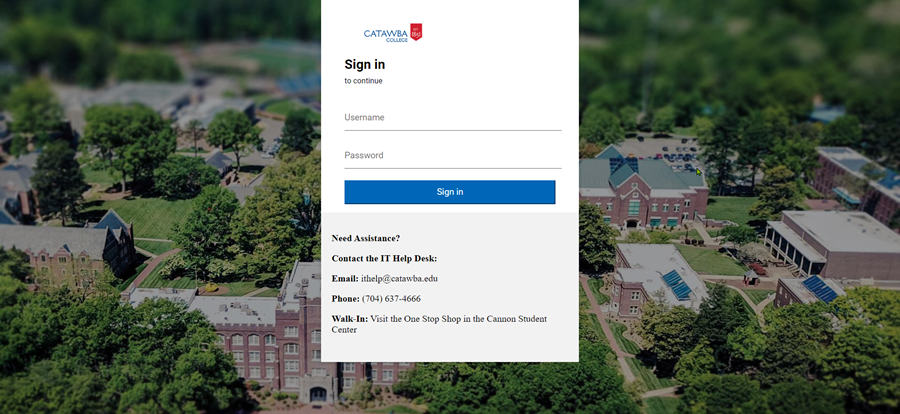 CATAWBA
COLLEGE
Sign in
to continue
Username
Password
Sign in
Need Assistance?
Contact the IT Help Desk:
Email: ithelp@catawba.edu
Phone: (704) 637-4666
Walk-In: Visit the One Stop Shop in the Cannon Student
Center